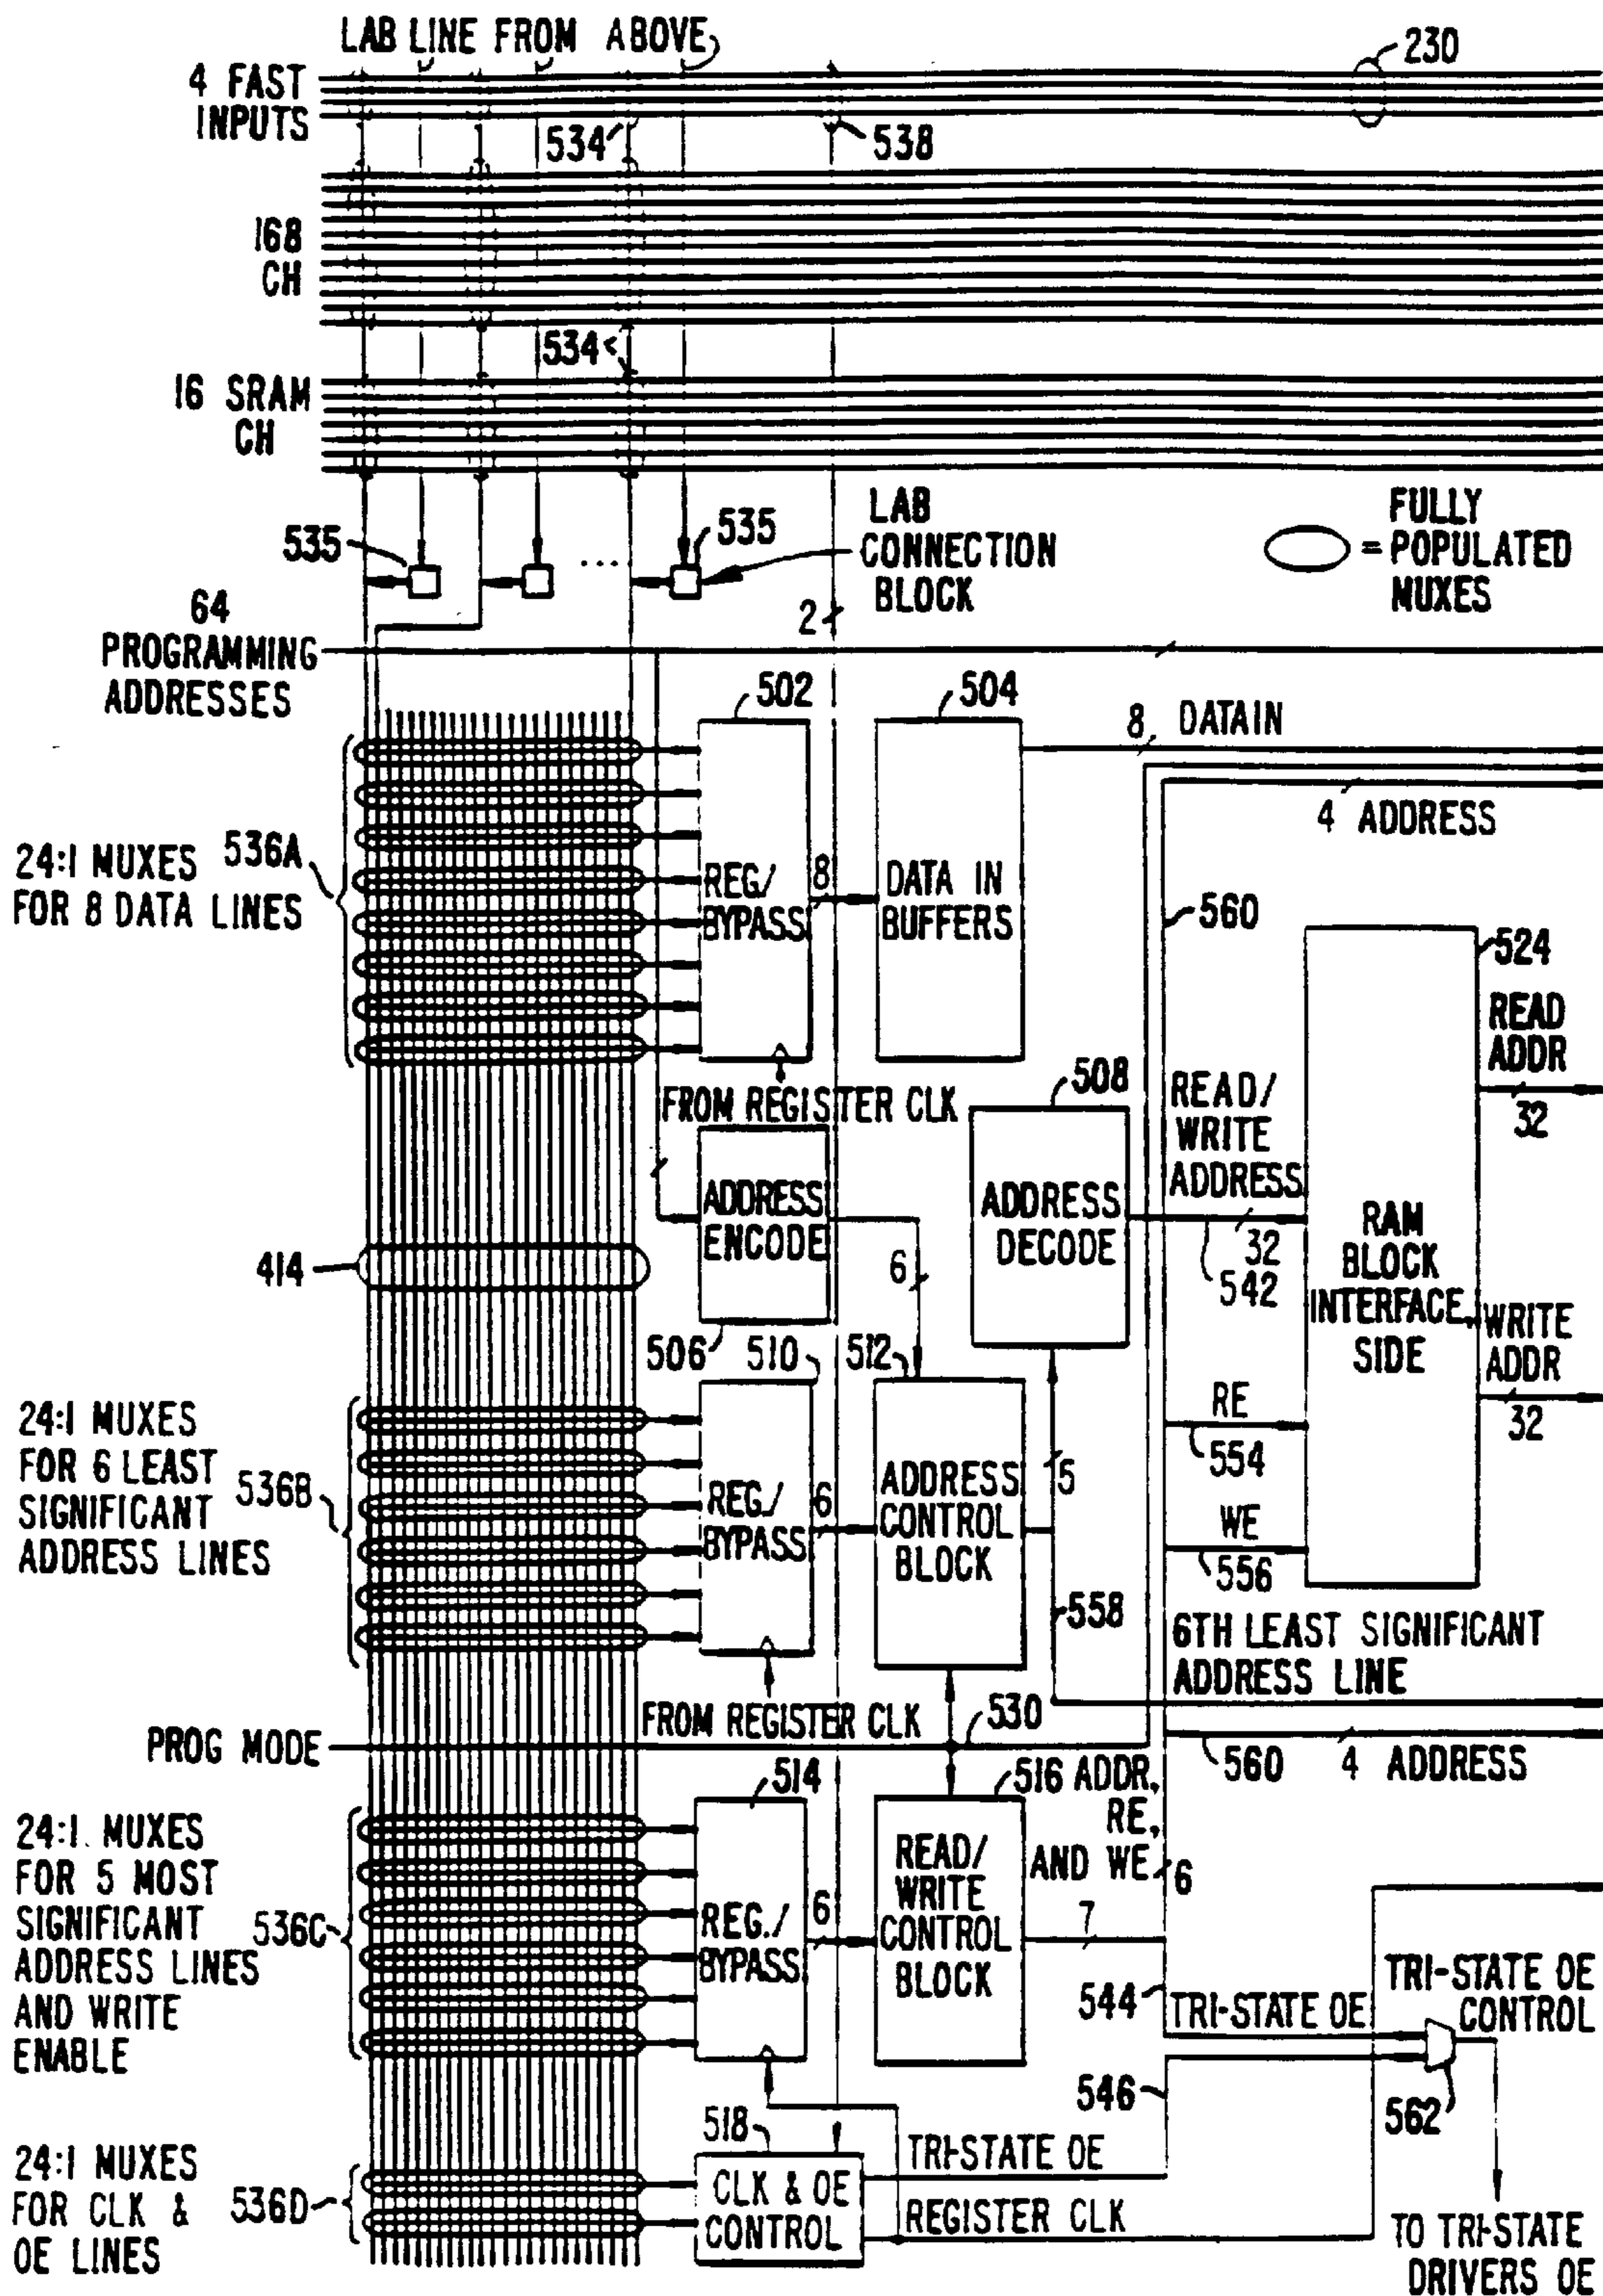 LAB LINE FROM ABOVE
4 FAST
INPUTS
230
534
538
168
CH
534
16 SRAM
CH
535
535
LAB
CONNECTION
BLOCK
FULLY
= POPULATED
MUXES
....
2
64
PROGRAMMING
ADDRESSES
502
504
8 DATAIN
4 ADDRESS
24:1 MUXES
FOR 8 DATA LINES
536A
REG./
BYPASS
8
DATA IN
BUFFERS
560
524
READ
ADDR
32
FROM REGISTER CLK
508
READ/
WRITE
ADDRESS
ADDRESS
ENCODE
ADDRESS
DECODE
32
542
RAM
BLOCK
INTERFACE
SIDE
414
6
506
510
512
WRITE
ADDR
32
24:1 MUXES
FOR 6 LEAST
SIGNIFICANT
ADDRESS LINES
536B
REG./
BYPASS
6
ADDRESS
CONTROL
BLOCK
5
RE
554
WE
556
558
6TH LEAST SIGNIFICANT
ADDRESS LINE
FROM REGISTER CLK
530
PROG MODE
560
4 ADDRESS
514
516
ADDR,
RE,
AND WE
6
24:1 MUXES
FOR 5 MOST
SIGNIFICANT
ADDRESS LINES
AND WRITE
ENABLE
536C
REG./
BYPASS
6
READ/
WRITE
CONTROL
BLOCK
7
544
TRI-STATE OE
TRI-STATE OE
CONTROL
546
562
518
24:1 MUXES
FOR CLK &
OE LINES
536D
CLK & OE
CONTROL
TRI-STATE OE
REGISTER CLK
TO TRI-STATE
DRIVERS OE